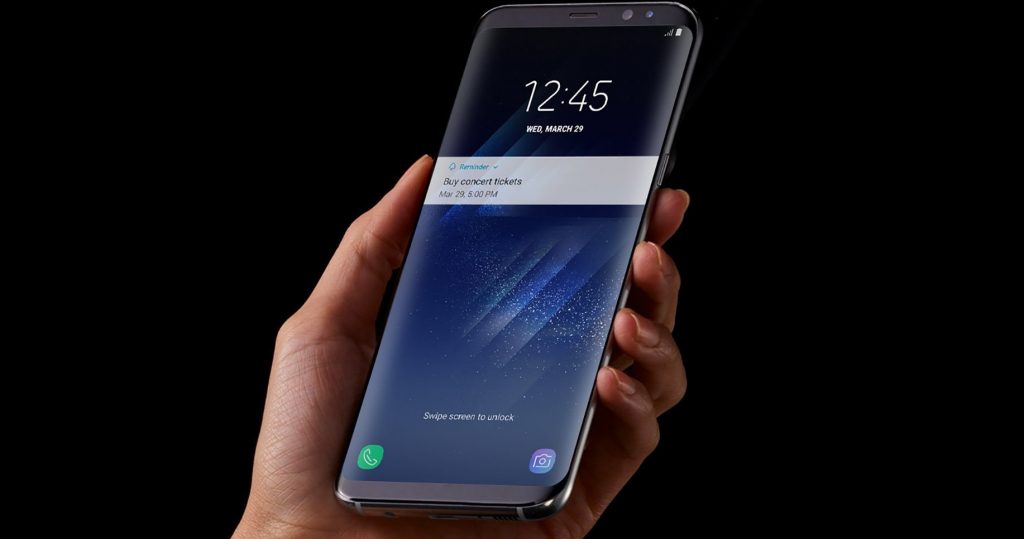 12:45
WED, MARCH 29
Reminder
Buy concert tickets
Mar 29, 5:00 PM
Swipe screen to unlock